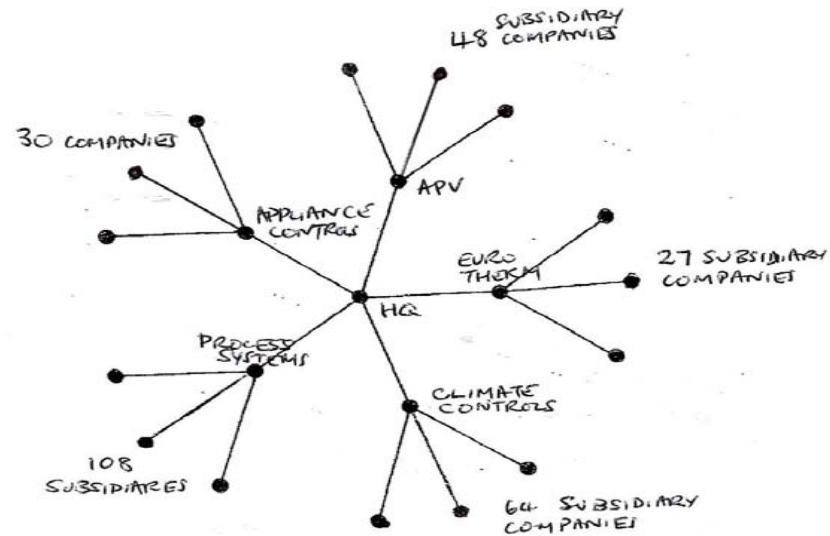 48 SUBSIDIARY
COMPANIES
30 COMPANIES
APV
APPLIANCE
CONTROLS
EURO
THERM
27 SUBSIDIARY
COMPANIES
HQ
PROCESS
SYSTEMS
CLIMATE
CONTROLS
108
SUBSIDIARES
64 SUBSIDIARY
COMPANIES